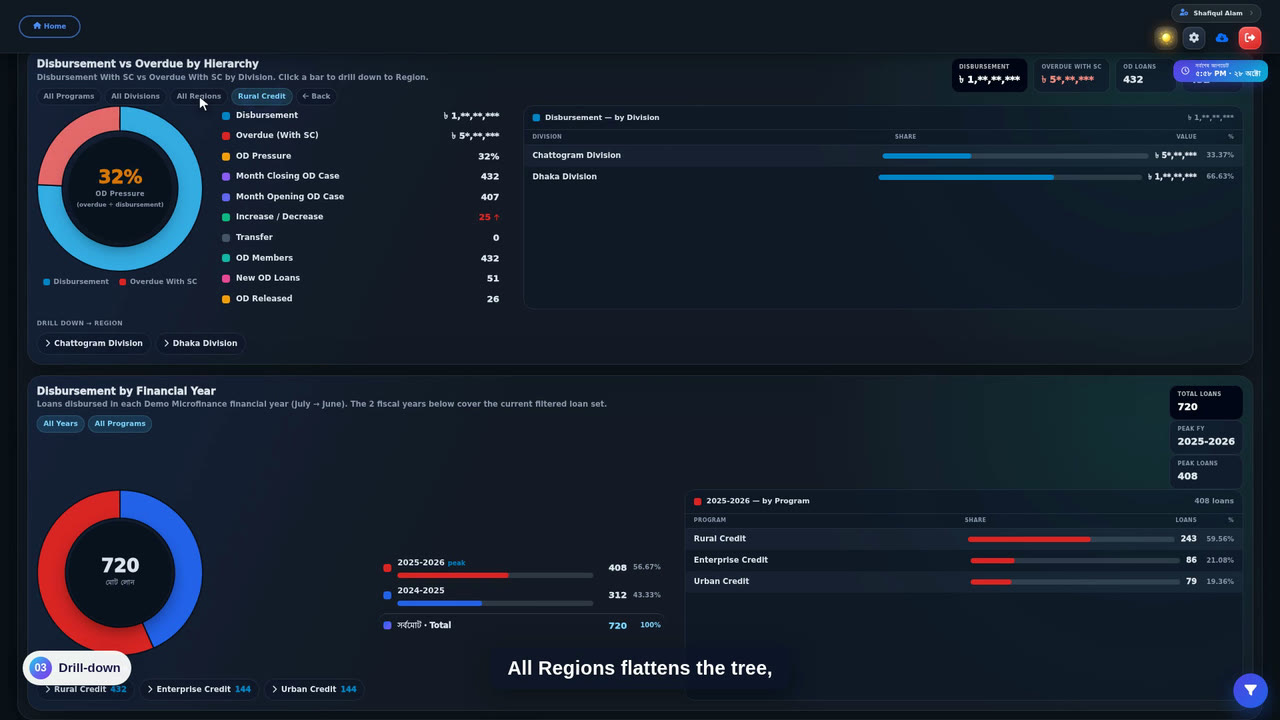 Home
Shafiqul Alam
Disbursement vs Overdue by Hierarchy
Disbursement With SC vs Overdue With SC by Division. Click a bar to drill down to Region.
DISBURSEMENT
৳ 1,**,**,***
OVERDUE WITH SC
৳ 5*,**,***
OD LOANS
432
৫:৫৮ PM · ২৮ অক্টো
All Programs
All Divisions
All Regions
Rural Credit
← Back
32%
OD Pressure
(overdue ÷ disbursement)
Disbursement
Overdue With SC
Disbursement ৳ 1,**,**,***
Overdue (With SC) ৳ 5*,**,***
OD Pressure 32%
Month Closing OD Case 432
Month Opening OD Case 407
Increase / Decrease 25 ↑
Transfer 0
OD Members 432
New OD Loans 51
OD Released 26
Disbursement — by Division ৳ 1,**,**,***
DIVISION SHARE VALUE %
Chattogram Division ৳ 5*,**,*** 33.37%
Dhaka Division ৳ 1,**,**,*** 66.63%
DRILL DOWN → REGION
Chattogram Division
Dhaka Division
Disbursement by Financial Year
Loans disbursed in each Demo Microfinance financial year (July → June). The 2 fiscal years below cover the current filtered loan set.
All Years
All Programs
TOTAL LOANS
720
PEAK FY
2025-2026
PEAK LOANS
408
720
মোট লোন
2025-2026 peak 408 56.67%
2024-2025 312 43.33%
সর্বমোট · Total 720 100%
2025-2026 — by Program 408 loans
PROGRAM SHARE LOANS %
Rural Credit 243 59.56%
Enterprise Credit 86 21.08%
Urban Credit 79 19.36%
03 Drill-down
All Regions flattens the tree,
Rural Credit 432
Enterprise Credit 144
Urban Credit 144